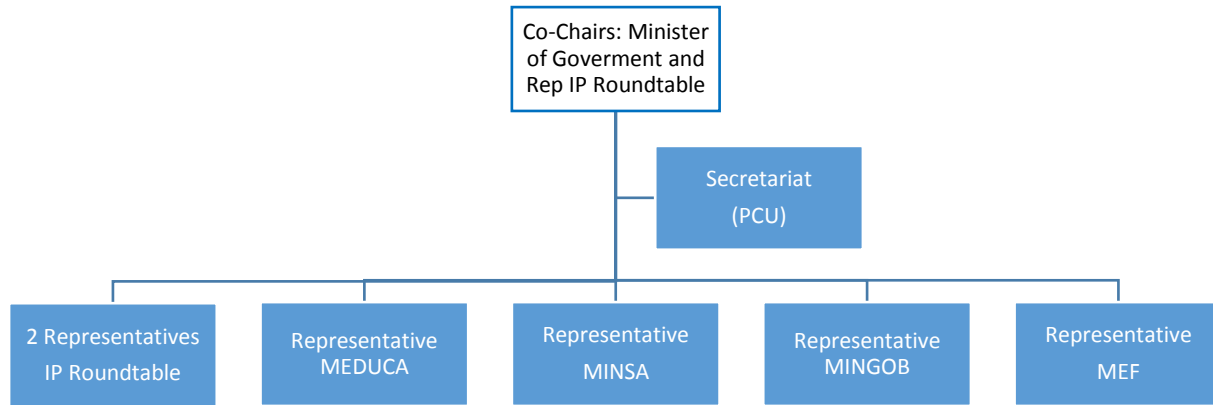 Co-Chairs: Minister
of Goverment and
Rep IP Roundtable
Secretariat
(PCU)
2 Representatives
IP Roundtable
Representative
MEDUCA
Representative
MINSA
Representative
MINGOB
Representative
MEF